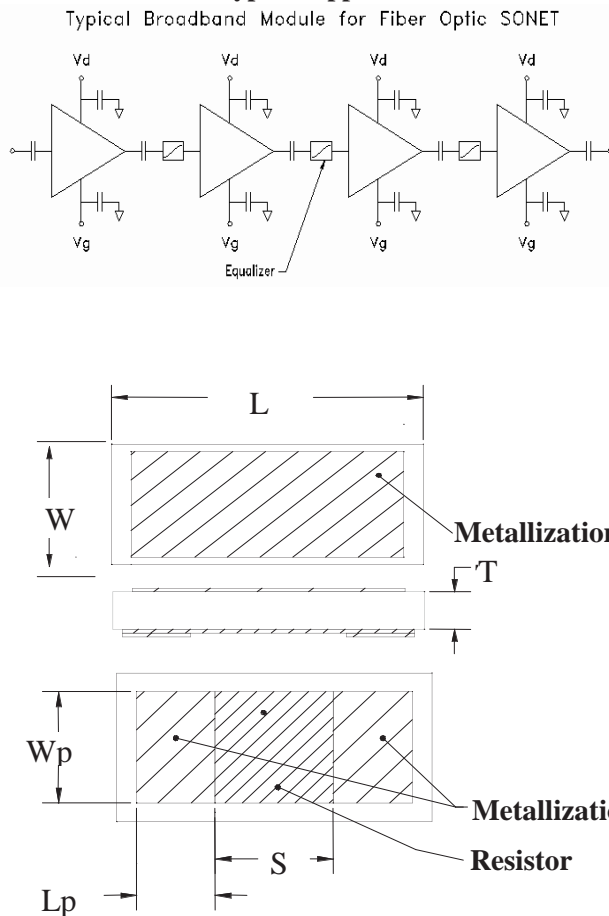 Typical Broadband Module for Fiber Optic SONET
Vd Vd Vd Vd
Vg Vg Vg Vg
Equalizer
L
W
Metallization
T
Wp
S
Resistor
Lp